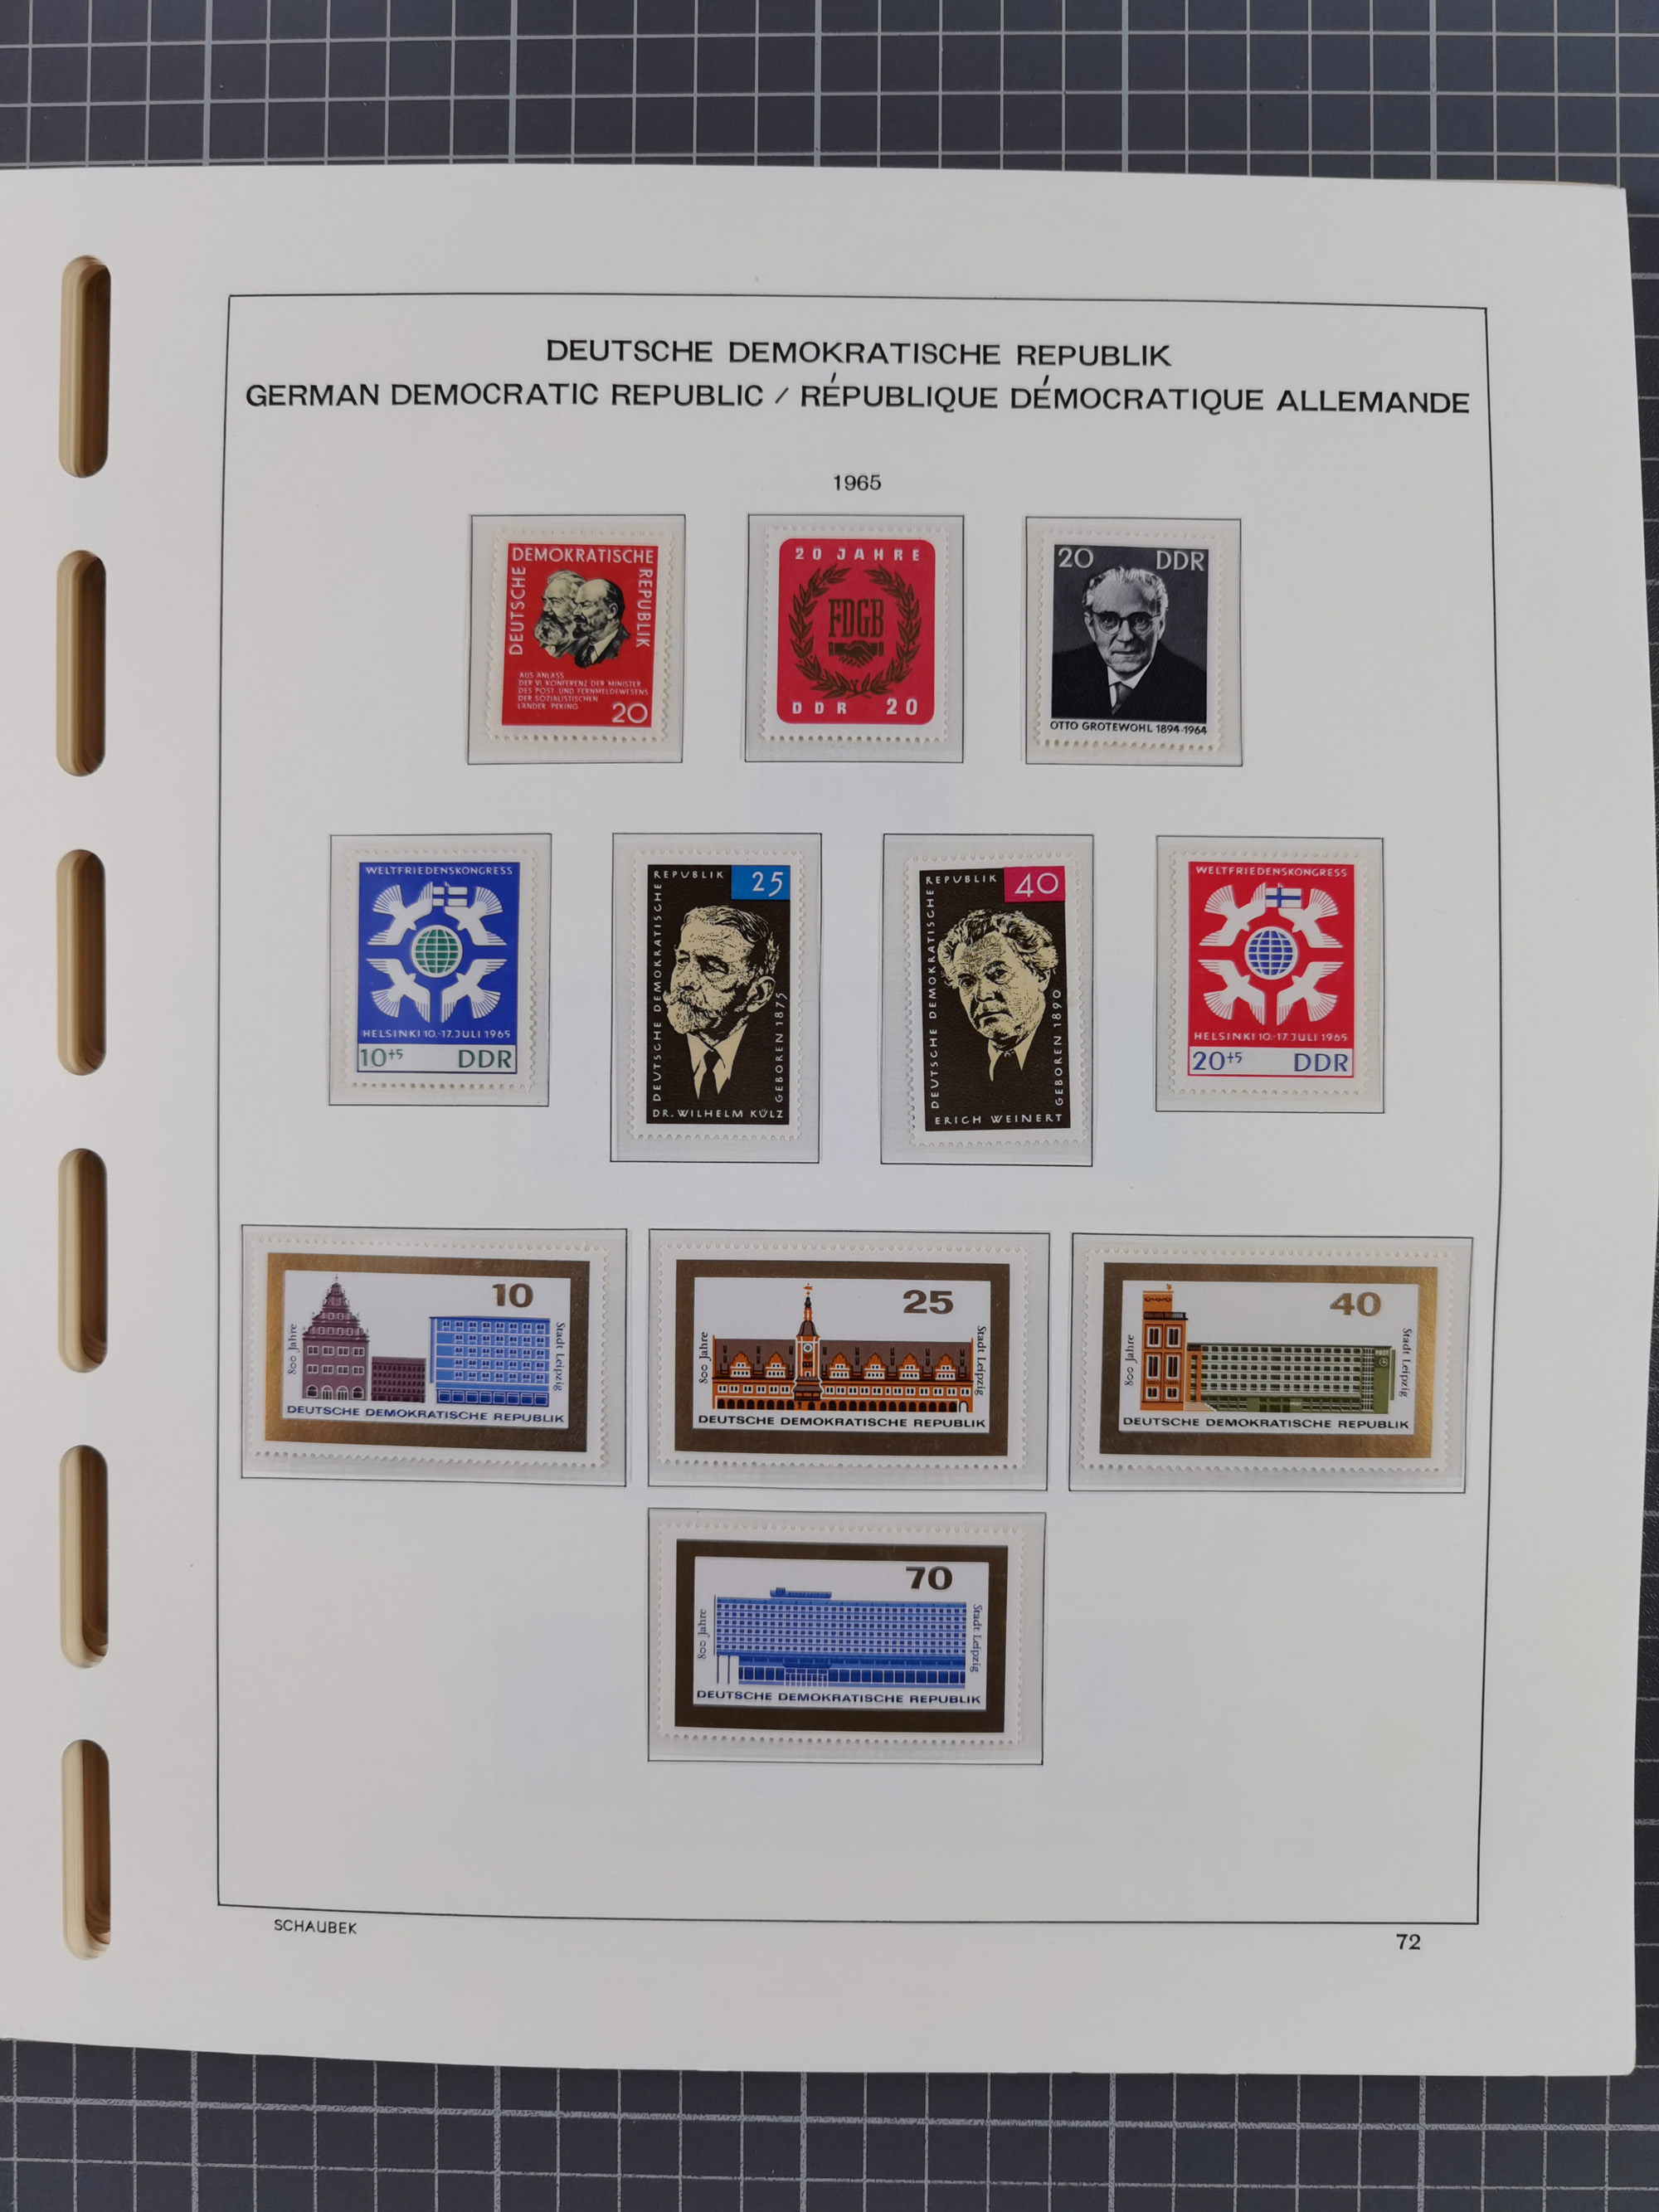 DEUTSCHE DEMOKRATISCHE REPUBLIK
GERMAN DEMOCRATIC REPUBLIC / RÉPUBLIQUE DÉMOCRATIQUE ALLEMANDE
1965
DEUTSCHE
DEMOKRATISCHE
REPUBLIK
AUS ANLASS
DER VI. KONFERENZ DER MINISTER
DES POST- UND FERNMELDEWESENS
DER SOZIALISTISCHEN
LÄNDER PEKING
20
20 JAHRE
FDGB
DDR 20
20 DDR
OTTO GROTEWOHL 1894-1964
WELTFRIEDENSKONGRESS
HELSINKI 10.-17. JULI 1965
10+5 DDR
DEUTSCHE DEMOKRATISCHE
REPUBLIK
25
GEBOREN 1875
DR. WILHELM KÜLZ
DEUTSCHE DEMOKRATISCHE
REPUBLIK
40
GEBOREN 1890
ERICH WEINERT
WELTFRIEDENSKONGRESS
HELSINKI 10.-17. JULI 1965
20+5 DDR
10
800 Jahre
Stadt Leipzig
DEUTSCHE DEMOKRATISCHE REPUBLIK
25
800 Jahre
Stadt Leipzig
DEUTSCHE DEMOKRATISCHE REPUBLIK
40
800 Jahre
Stadt Leipzig
DEUTSCHE DEMOKRATISCHE REPUBLIK
70
800 Jahre
Stadt Leipzig
DEUTSCHE DEMOKRATISCHE REPUBLIK
SCHAUBEK
72